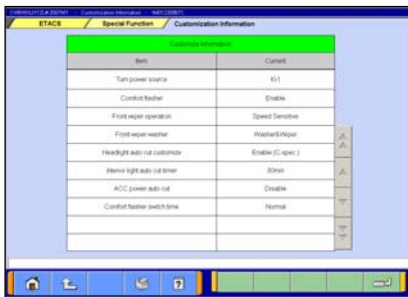 Customization Information
ETACS
Special Function
Customization Information
Customize Information
Item
Current
Turn power source
IG1
Comfort flasher
Enable
Front wiper operation
Speed Sensitive
Front wiper washer
Washer&Wiper
Headlight auto cut customize
Enable (C-spec.)
Interior light auto cut timer
30min
ACC power auto cut
Disable
Comfort flasher switch time
Normal
?